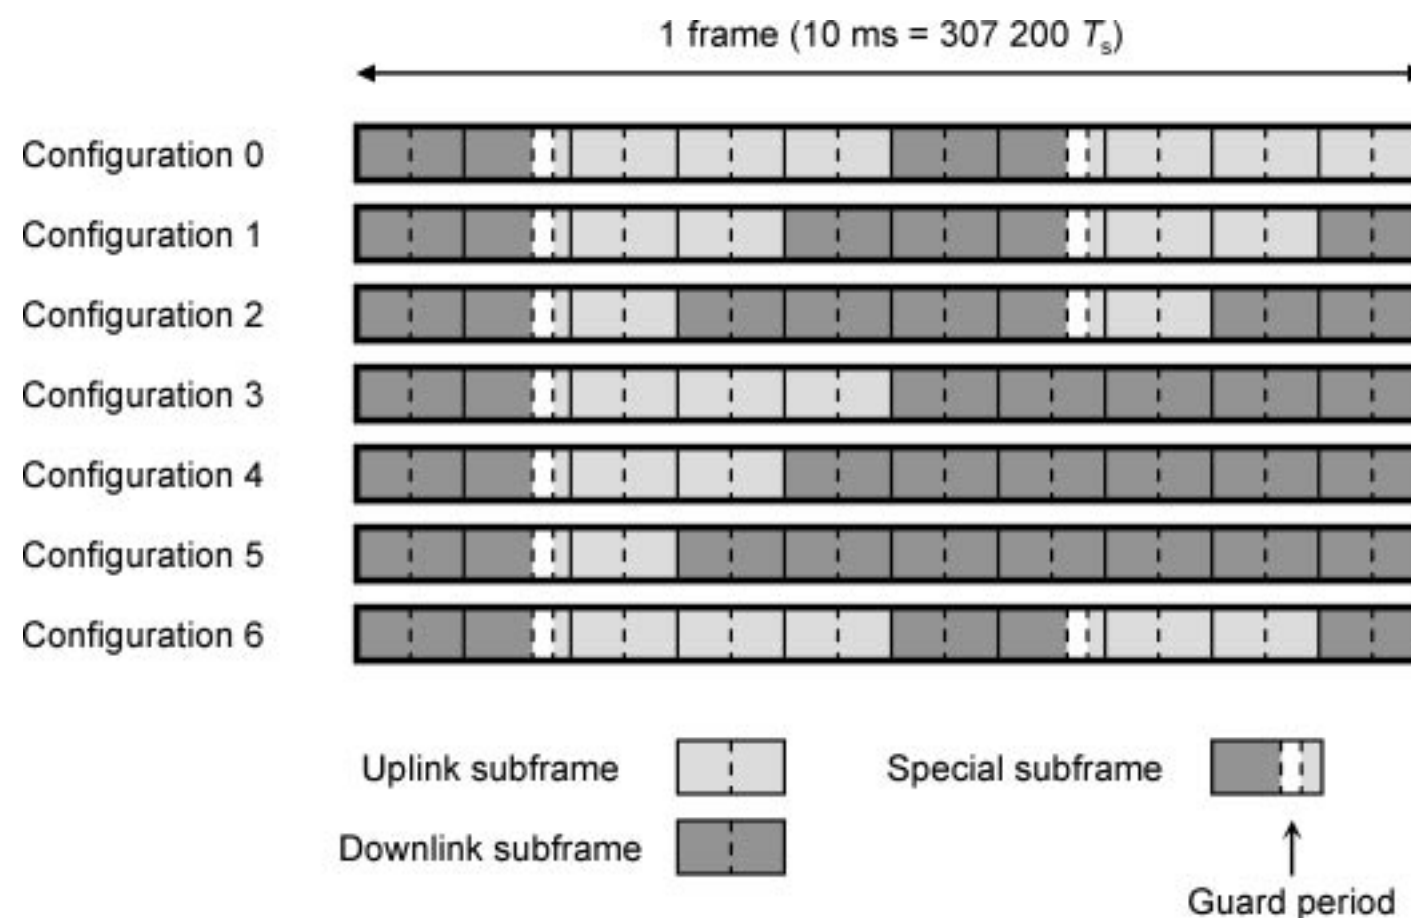 1 frame (10 ms = 307 200 Ts)
Configuration 0
Configuration 1
Configuration 2
Configuration 3
Configuration 4
Configuration 5
Configuration 6
Uplink subframe
Special subframe
Downlink subframe
Guard period